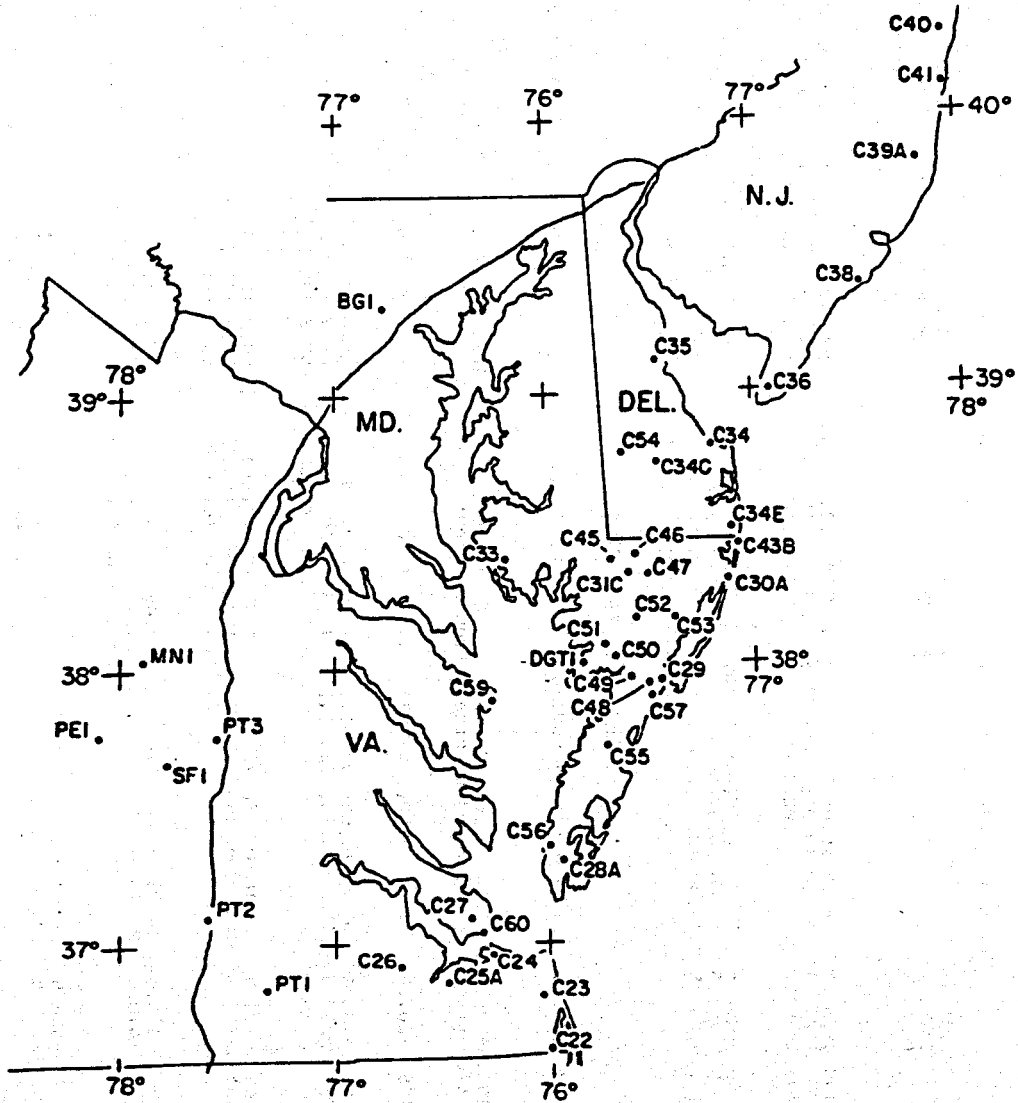 C40
C41
77°
76°
77°
40°
C39A
N.J.
C38
BG1
C35
78°
39°
C36
39°
78°
MD.
DEL.
C54
C34
C34C
C34E
C45
C46
C43B
C33
C31C
C47
C30A
C52
C53
C51
C50
DGT1
C49
C29
38°
77°
38°
MN1
C59
C48
C57
PE1
PT3
VA.
SF1
C55
C56
C28A
PT2
C27
C60
37°
C26
C24
C25A
PT1
C23
C22
78°
77°
76°